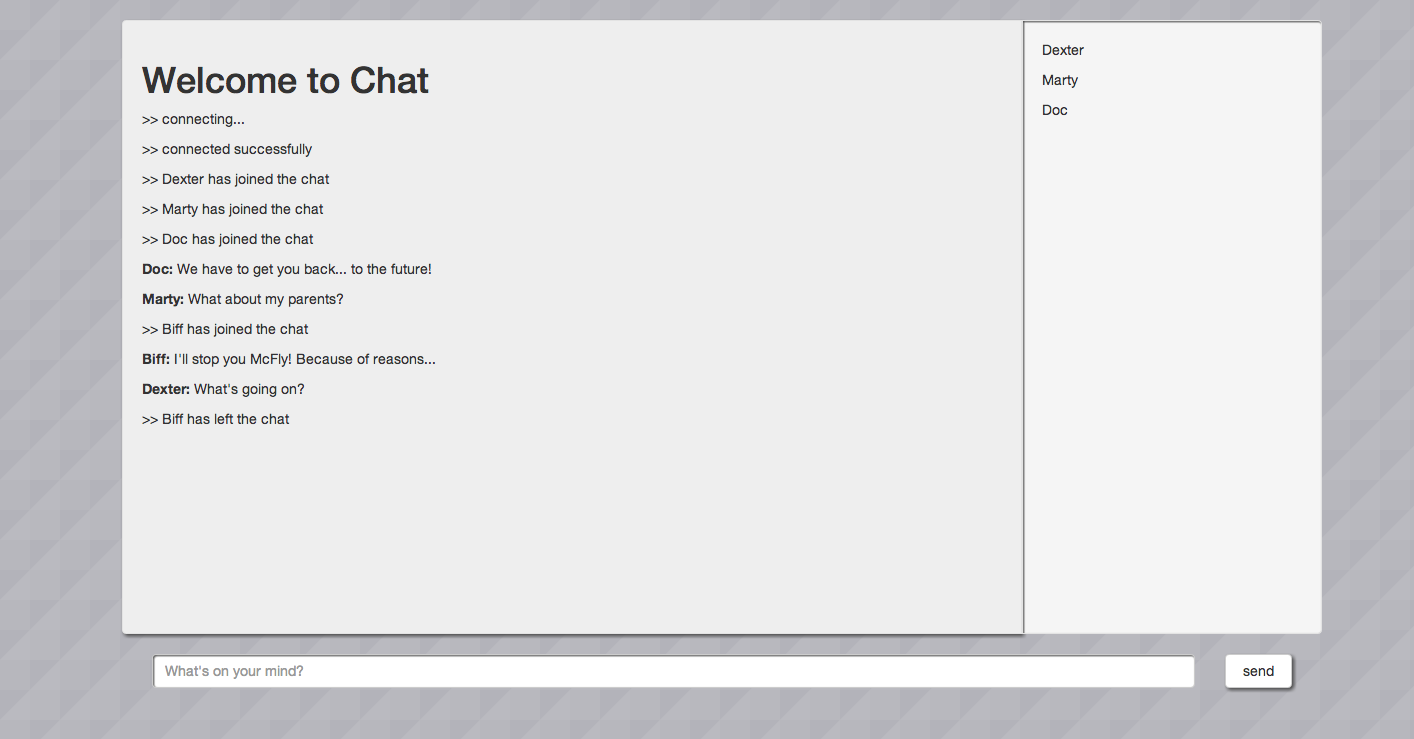 Welcome to Chat
>> connecting...
>> connected successfully
>> Dexter has joined the chat
>> Marty has joined the chat
>> Doc has joined the chat
Doc: We have to get you back... to the future!
Marty: What about my parents?
>> Biff has joined the chat
Biff: I'll stop you McFly! Because of reasons...
Dexter: What's going on?
>> Biff has left the chat
Dexter
Marty
Doc
What's on your mind?
send